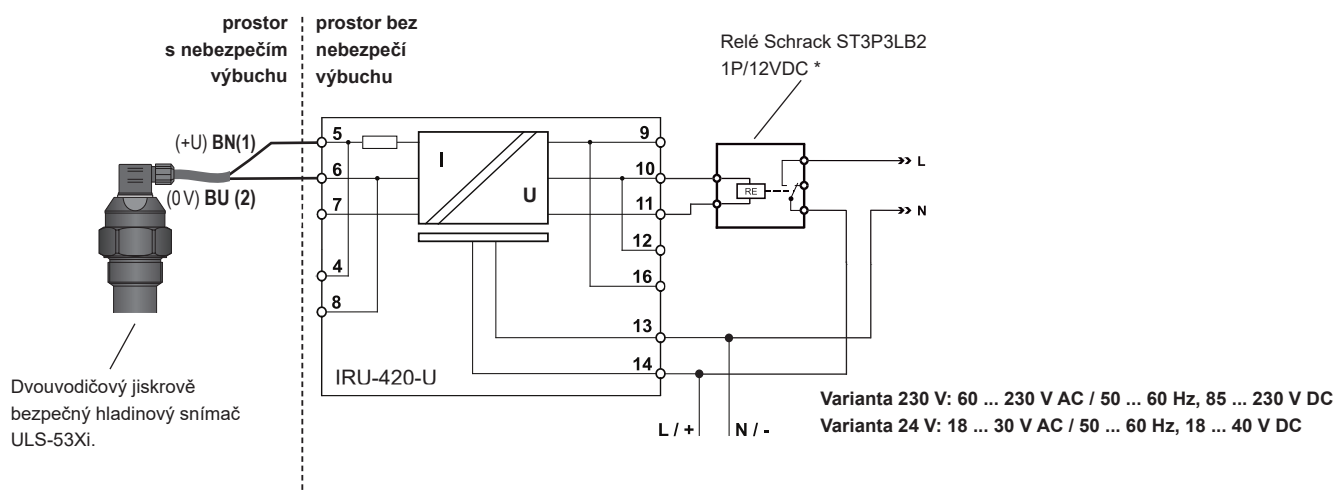 prostor
s nebezpečím
výbuchu
prostor bez
nebezpečí
výbuchu
Relé Schrack ST3P3LB2
1P/12VDC *
(+U) BN(1)
(0 V) BU (2)
5
6
7
4
8
I
U
9
10
11
12
16
13
14
IRU-420-U
RE
L
N
L / +
N / -
Dvouvodičový jiskrově
bezpečný hladinový snímač
ULS-53Xi.
Varianta 230 V: 60 ... 230 V AC / 50 ... 60 Hz, 85 ... 230 V DC
Varianta 24 V: 18 ... 30 V AC / 50 ... 60 Hz, 18 ... 40 V DC